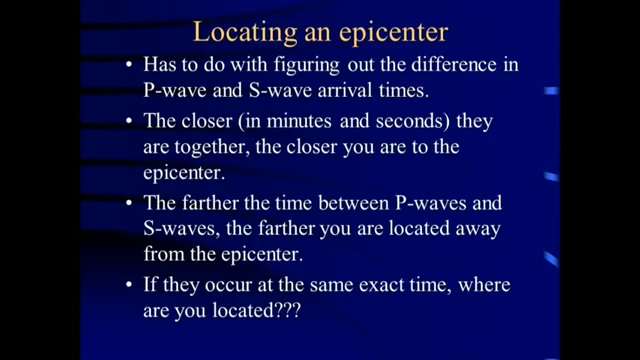 Locating an epicenter
• Has to do with figuring out the difference in
P-wave and S-wave arrival times.
• The closer (in minutes and seconds) they
are together, the closer you are to the
epicenter.
• The farther the time between P-waves and
S-waves, the farther you are located away
from the epicenter.
• If they occur at the same exact time, where
are you located???